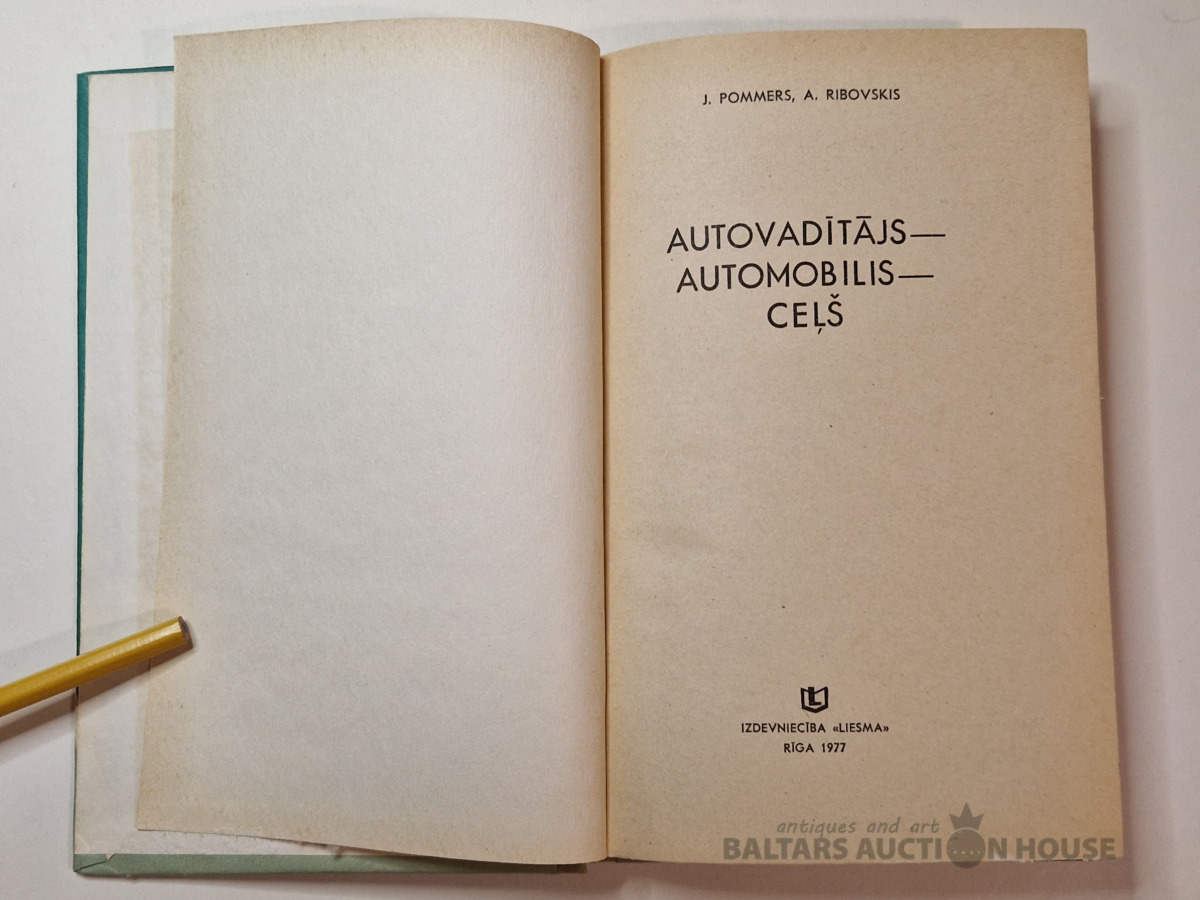 J. POMMERS, A. RIBOVSKIS
AUTOVADĪTĀJS—
AUTOMOBILIS—
CEĻŠ
IZDEVNIECĪBA «LIESMA»
RĪGA 1977
antiques and art
BALTARS AUCTION HOUSE